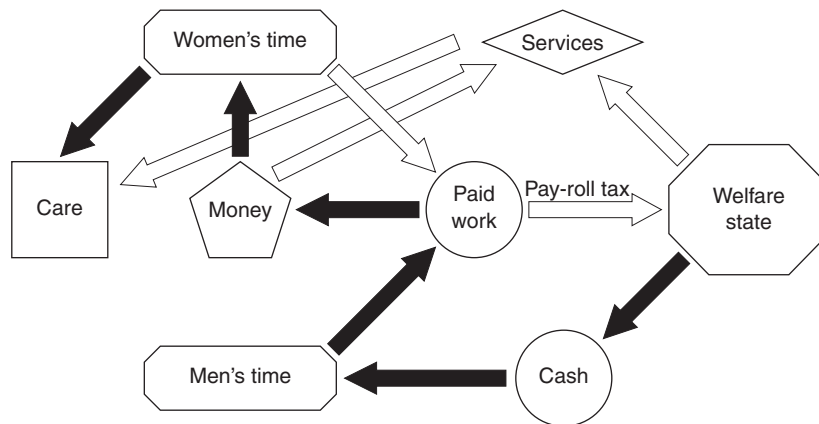 Women’s time
Services
Care
Money
Paid
work
Pay-roll tax
Welfare
state
Men’s time
Cash